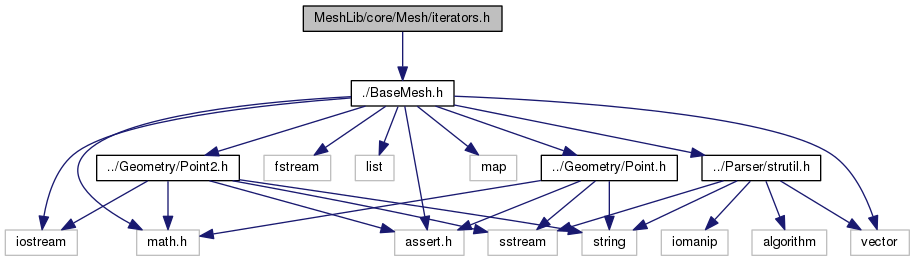 MeshLib/core/Mesh/iterators.h
./BaseMesh.h
../Geometry/Point2.h
fstream
list
map
../Geometry/Point.h
../Parser/strutil.h
iostream
math.h
assert.h
sstream
string
iomanip
algorithm
vector